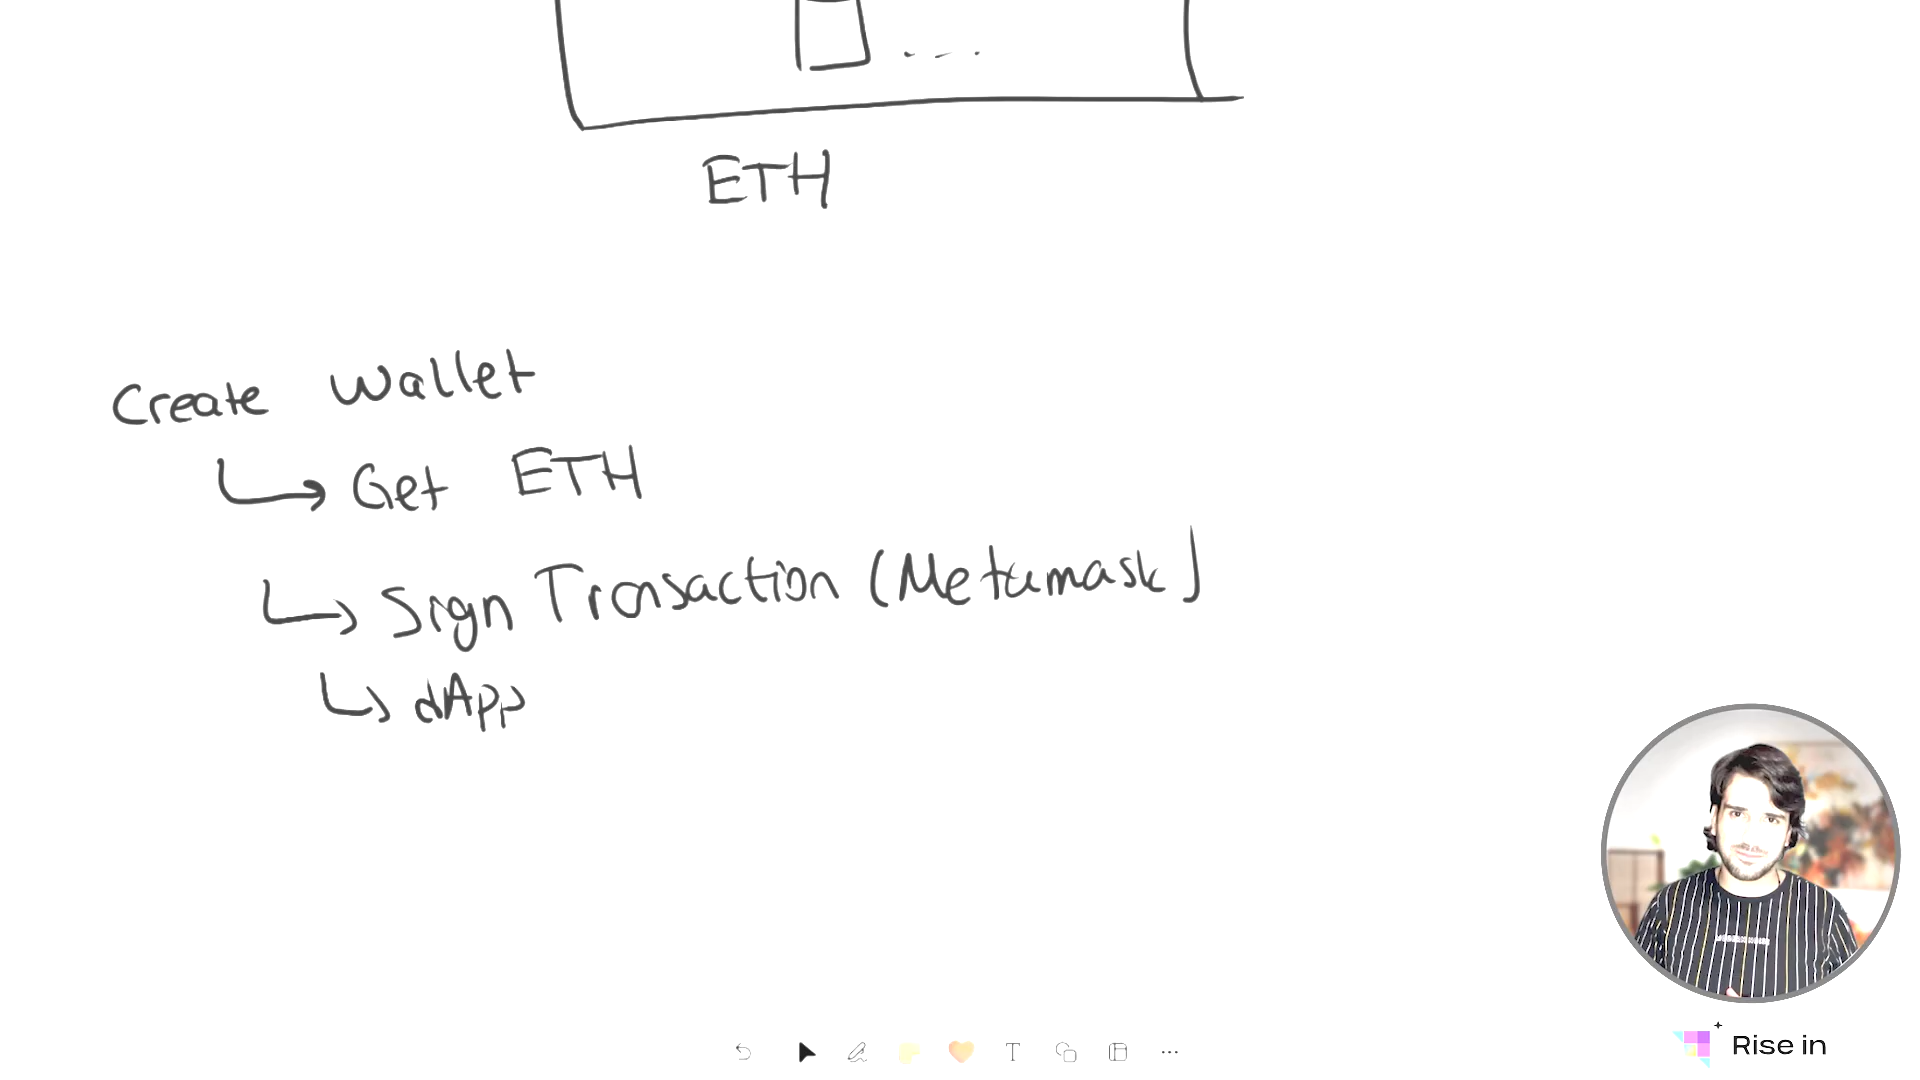 ETH
Create Wallet
Get ETH
Sign Transaction (Metamask)
dApp
T
Rise in